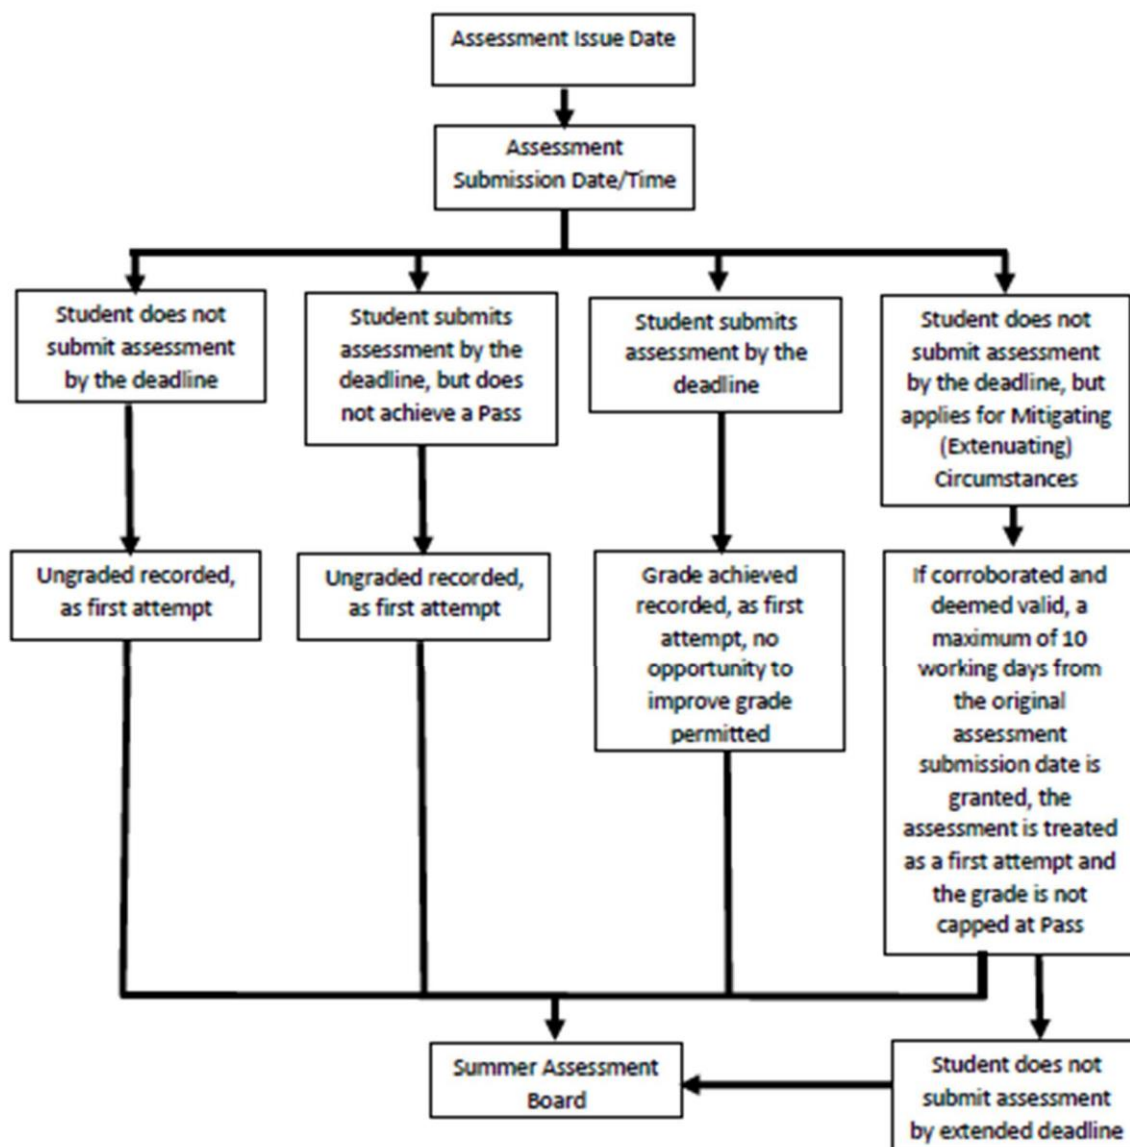 Assessment Issue Date
Assessment
Submission Date/Time
Student does not
submit assessment
by the deadline
Student submits
assessment by the
deadline, but does
not achieve a Pass
Student submits
assessment by the
deadline
Student does not
submit assessment
by the deadline, but
applies for Mitigating
(Extenuating)
Circumstances
Ungraded recorded,
as first attempt
Ungraded recorded,
as first attempt
Grade achieved
recorded, as first
attempt, no
opportunity to
improve grade
permitted
If corroborated and
deemed valid, a
maximum of 10
working days from
the original
assessment
submission date is
granted, the
assessment is treated
as a first attempt and
the grade is not
capped at Pass
Summer Assessment
Board
Student does not
submit assessment
by extended deadline